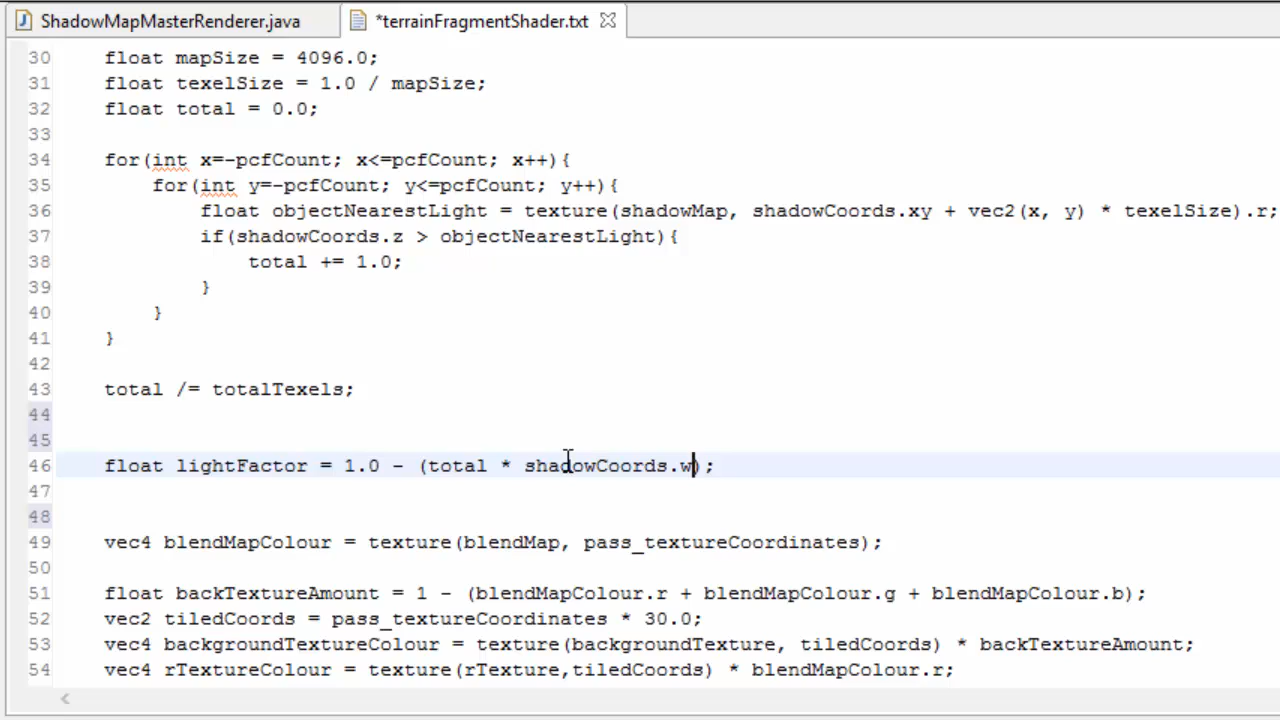 ShadowMapMasterRenderer.java *terrainFragmentShader.txt
30 float mapSize = 4096.0;
31 float texelSize = 1.0 / mapSize;
32 float total = 0.0;
33
34 for(int x=-pcfCount; x<=pcfCount; x++){
35 for(int y=-pcfCount; y<=pcfCount; y++){
36 float objectNearestLight = texture(shadowMap, shadowCoords.xy + vec2(x, y) * texelSize).r;
37 if(shadowCoords.z > objectNearestLight){
38 total += 1.0;
39 }
40 }
41 }
42
43 total /= totalTexels;
44
45
46 float lightFactor = 1.0 - (total * shadowCoords.w);
47
48
49 vec4 blendMapColour = texture(blendMap, pass_textureCoordinates);
50
51 float backTextureAmount = 1 - (blendMapColour.r + blendMapColour.g + blendMapColour.b);
52 vec2 tiledCoords = pass_textureCoordinates * 30.0;
53 vec4 backgroundTextureColour = texture(backgroundTexture, tiledCoords) * backTextureAmount;
54 vec4 rTextureColour = texture(rTexture,tiledCoords) * blendMapColour.r;